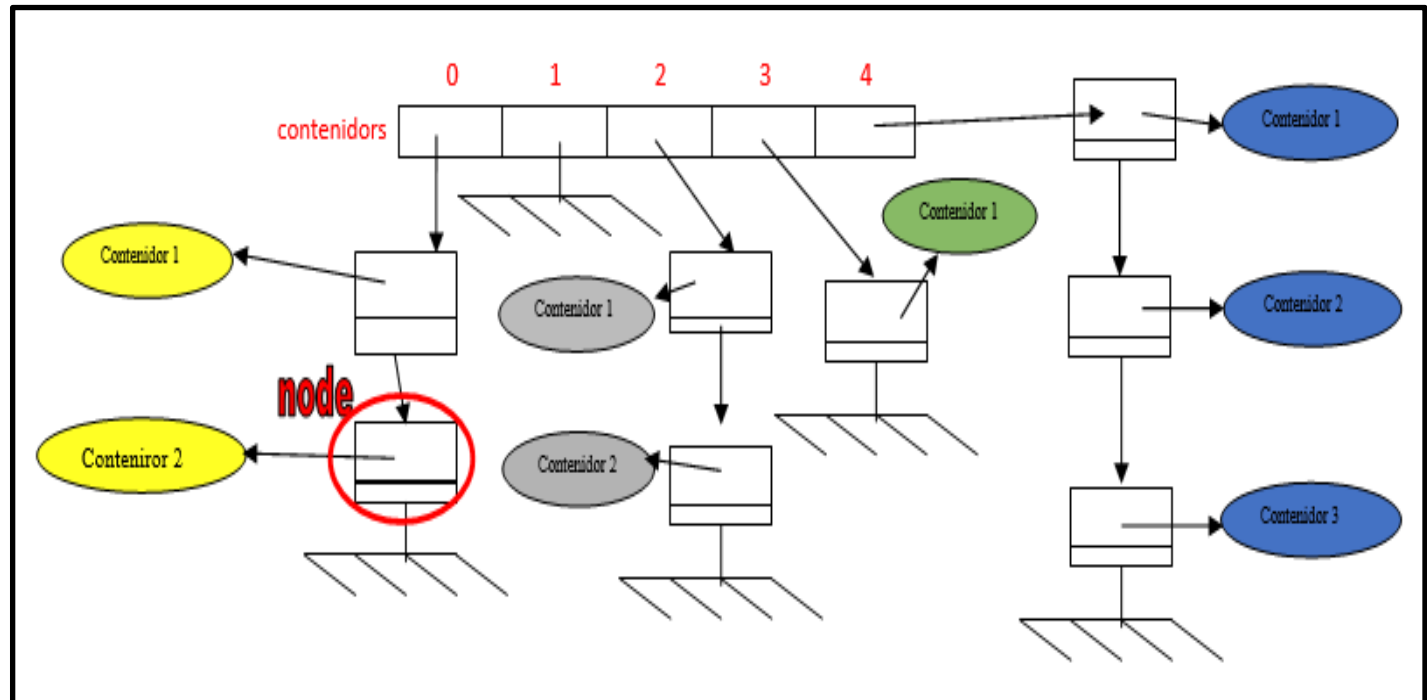 0 1 2 3 4
contenidors
Contenidor 1
Contenidor 1
Contenidor 1
Contenidor 1
Contenidor 2
node
Conteniror 2
Contenidor 2
Contenidor 3